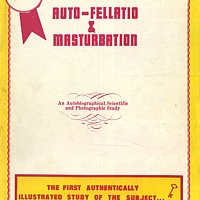 AUTO-FELLATIO
&
MASTURBATION
An Autobiographical, Scientific
and Photographic Study
THE FIRST AUTHENTICALLY
ILLUSTRATED STUDY OF THE SUBJECT...